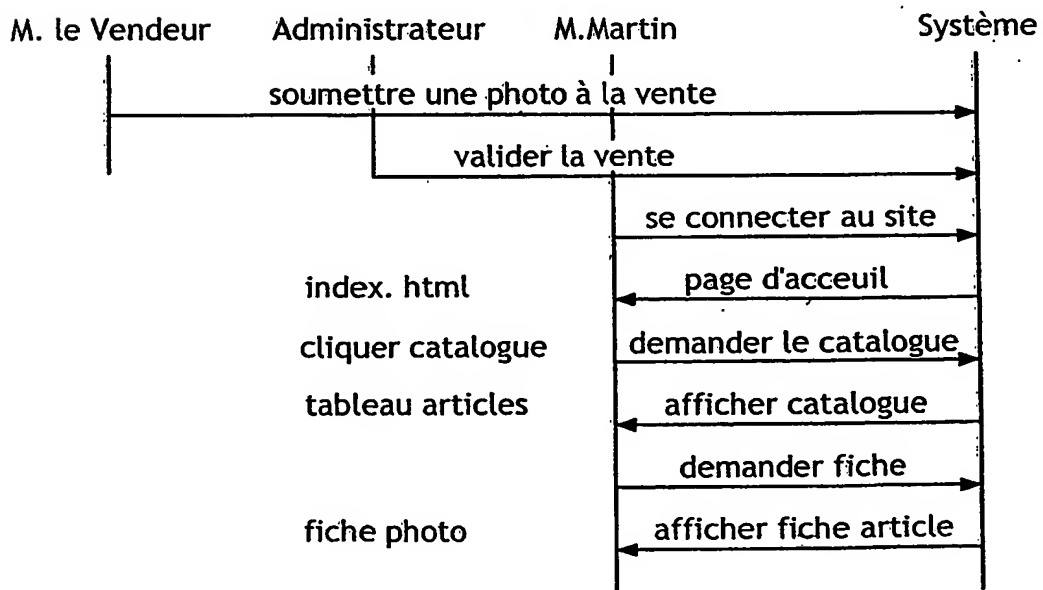 M. le Vendeur Administrateur M.Martin Système
soumettre une photo à la vente
valider la vente
se connecter au site
index. html page d'acceuil
cliquer catalogue demander le catalogue
tableau articles afficher catalogue
demander fiche
fiche photo afficher fiche article